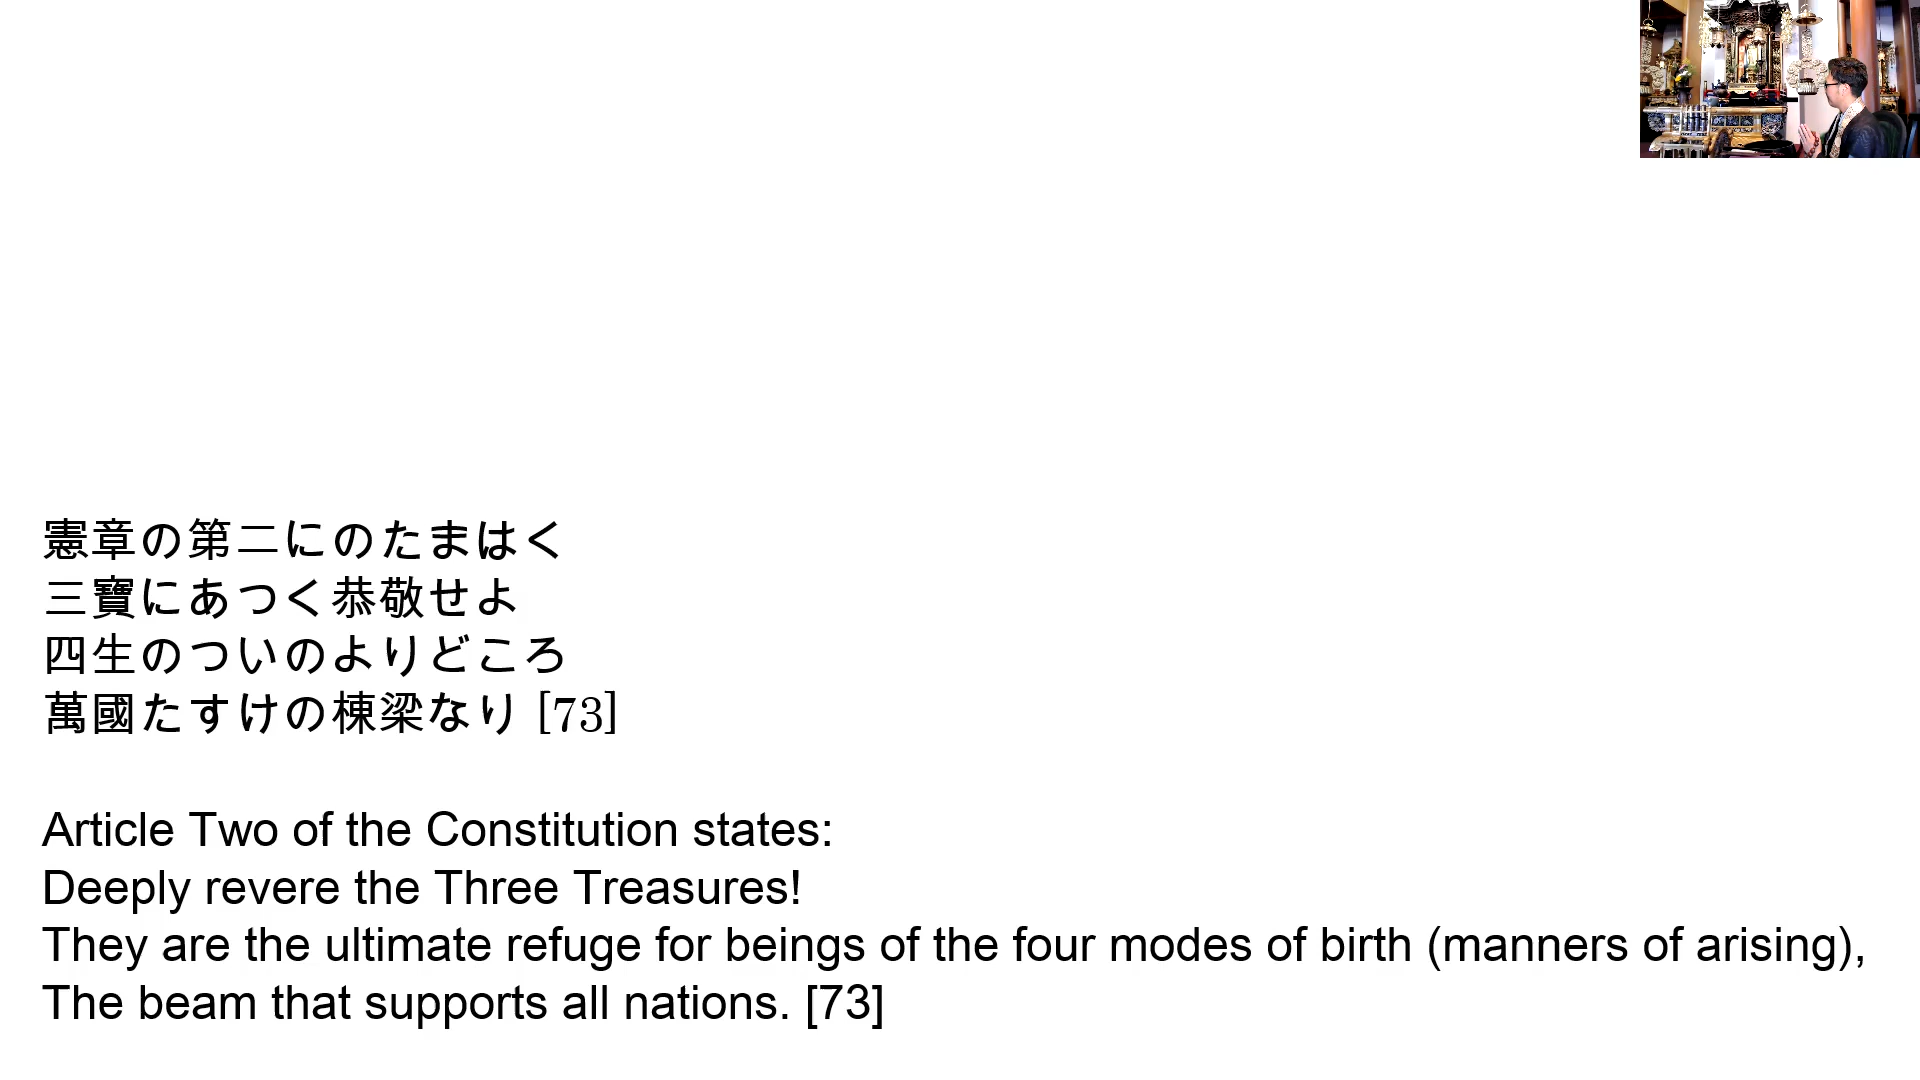 憲章の第二にのたまはく
三寶にあつく恭敬せよ
四生のついのよりどころ
萬國たすけの棟梁なり [73]
Article Two of the Constitution states:
Deeply revere the Three Treasures!
They are the ultimate refuge for beings of the four modes of birth (manners of arising),
The beam that supports all nations. [73]